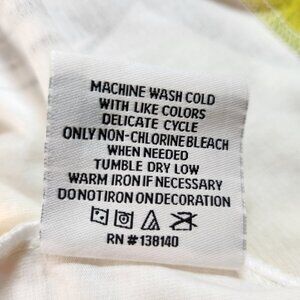 MACHINE WASH COLD
WITH LIKE COLORS
DELICATE CYCLE
ONLY NON-CHLORINE BLEACH
WHEN NEEDED
TUMBLE DRY LOW
WARM IRON IF NECESSARY
DO NOT IRON ON DECORATION
RN # 138140